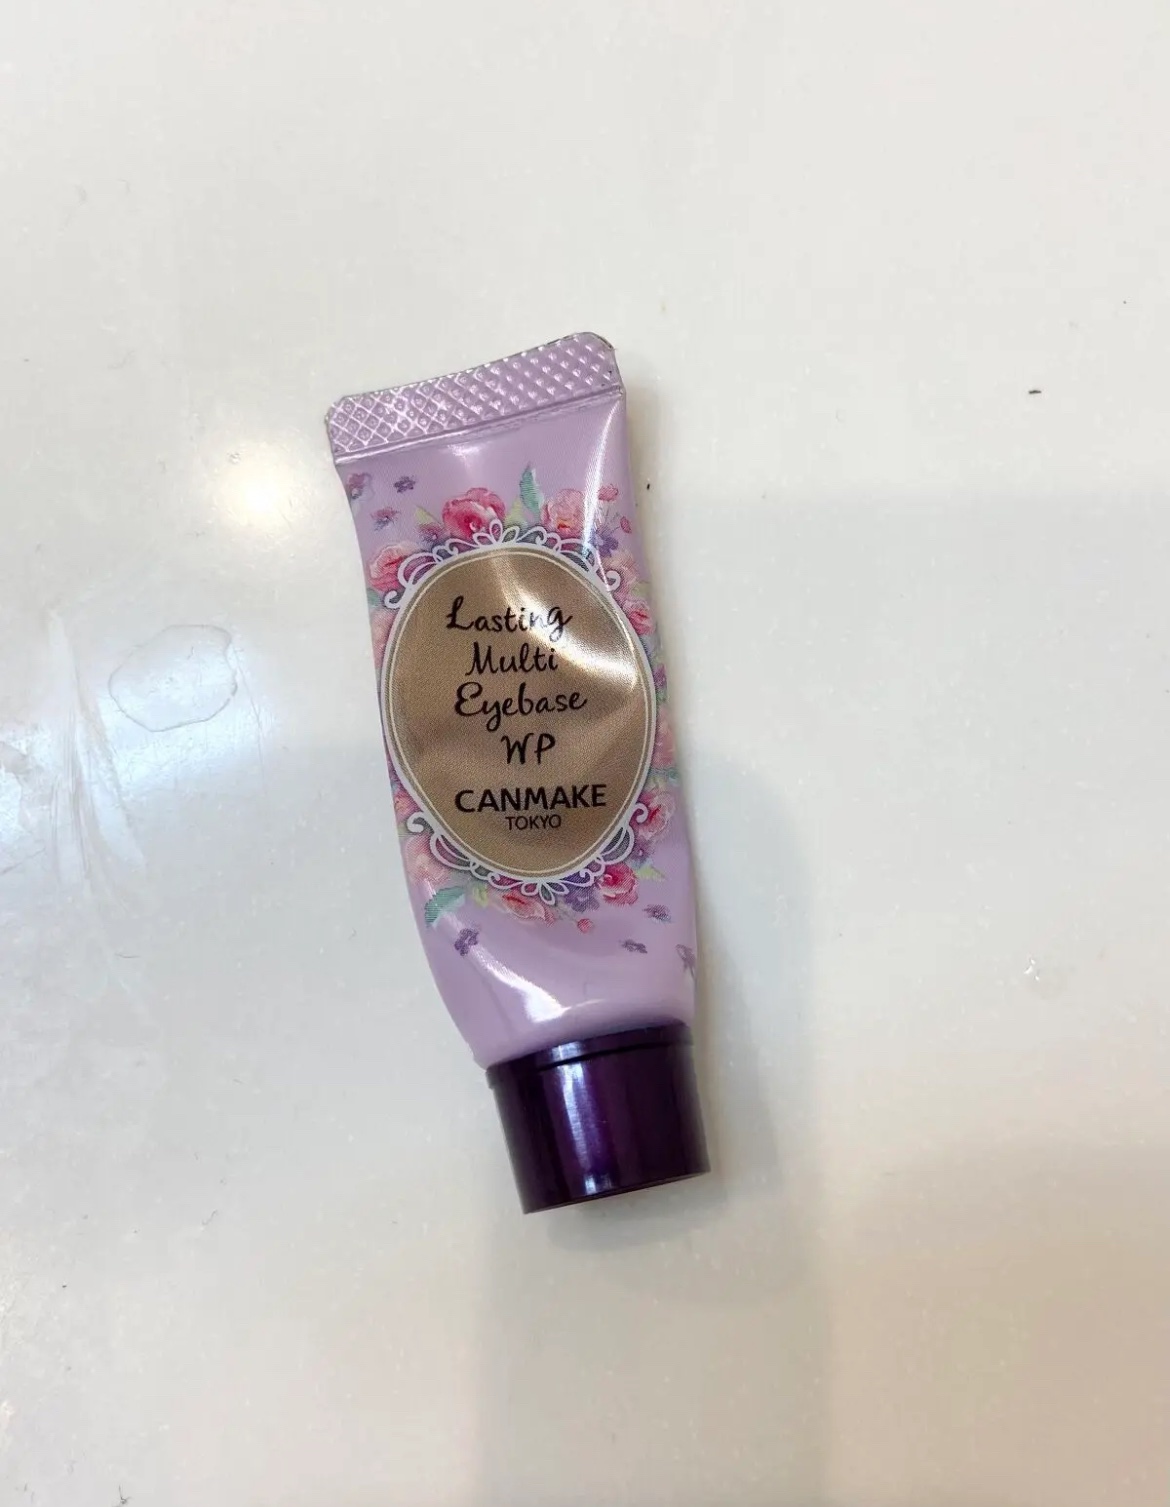 Lasting
Multi
Eyebase
WP
CANMAKE
TOKYO